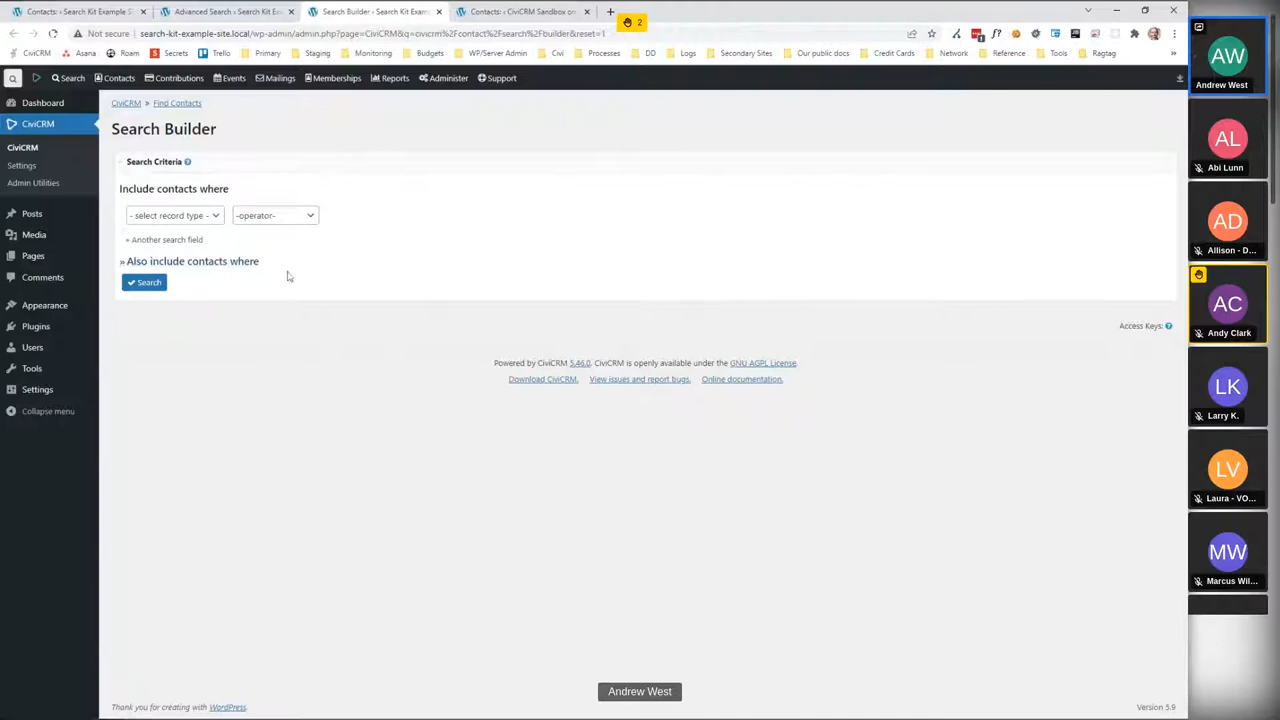 Contacts: ‹ Search Kit Example S
Advanced Search ‹ Search Kit Exa
Search Builder ‹ Search Kit Exam
Contacts: ‹ CiviCRM Sandbox on
2
Not secure | search-kit-example-site.local/wp-admin/admin.php?page=CiviCRM&q=civicrm%2Fcontact%2Fsearch%2Fbuilder&reset=1
CiviCRM Asana Roam Secrets Trello Primary Staging Monitoring Budgets WP/Server Admin Civi Processes DD Logs Our public docs Credit Cards Network Reference Tools Ragtag
Search Contacts Contributions Events Mailings Memberships Reports Administer Support
Dashboard
CiviCRM
CiviCRM
Settings
Admin Utilities
Posts
Media
Pages
Comments
Appearance
Plugins
Users
Tools
Settings
Collapse menu
CiviCRM » Find Contacts
Search Builder
Search Criteria
Include contacts where
- select record type -
-operator-
» Another search field
» Also include contacts where
Search
Access Keys:
Powered by CiviCRM 5.46.0. CiviCRM is openly available under the GNU AGPL License.
Download CiviCRM. View issues and report bugs. Online documentation.
Thank you for creating with WordPress.
Version 5.9
Andrew West
AW
Andrew West
AL
Abi Lunn
AD
Allison - D...
AC
Andy Clark
LK
Larry K.
LV
Laura - VO...
MW
Marcus Wil...